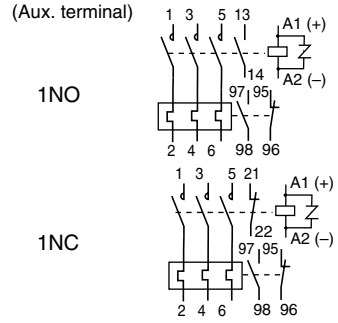 (Aux. terminal)
1 3 5 13
A1 (+)
14
A2 (–)
1NO
97 95
2 4 6 98 96
1 3 5 21
A1 (+)
22
A2 (–)
1NC
97 95
2 4 6 98 96